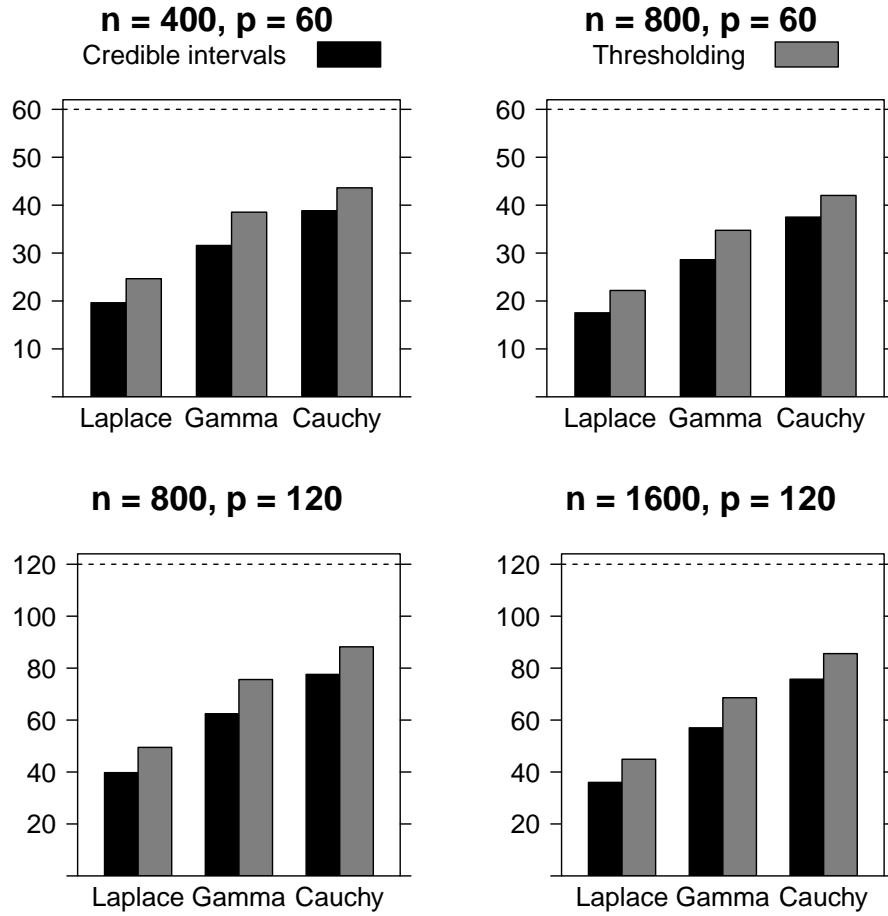 n = 400, p = 60
Credible intervals
60
50
40
30
20
10
Laplace Gamma Cauchy
n = 800, p = 60
Thresholding
60
50
40
30
20
10
Laplace Gamma Cauchy
n = 800, p = 120
120
100
80
60
40
20
Laplace Gamma Cauchy
n = 1600, p = 120
120
100
80
60
40
20
Laplace Gamma Cauchy